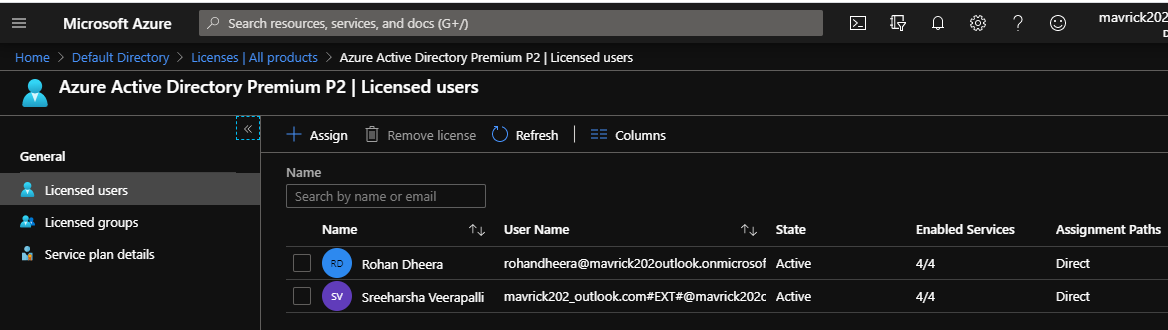 Microsoft Azure
Search resources, services, and docs (G+/)
mavrick202
Home > Default Directory > Licenses | All products > Azure Active Directory Premium P2 | Licensed users
Azure Active Directory Premium P2 | Licensed users
«
General
Licensed users
Licensed groups
Service plan details
Assign
Remove license
Refresh
Columns
Name
Search by name or email
Name User Name State Enabled Services Assignment Paths
RD Rohan Dheera rohandheera@mavrick202outlook.onmicrosof Active 4/4 Direct
SV Sreeharsha Veerapalli mavrick202_outlook.com#EXT#@mavrick202o Active 4/4 Direct